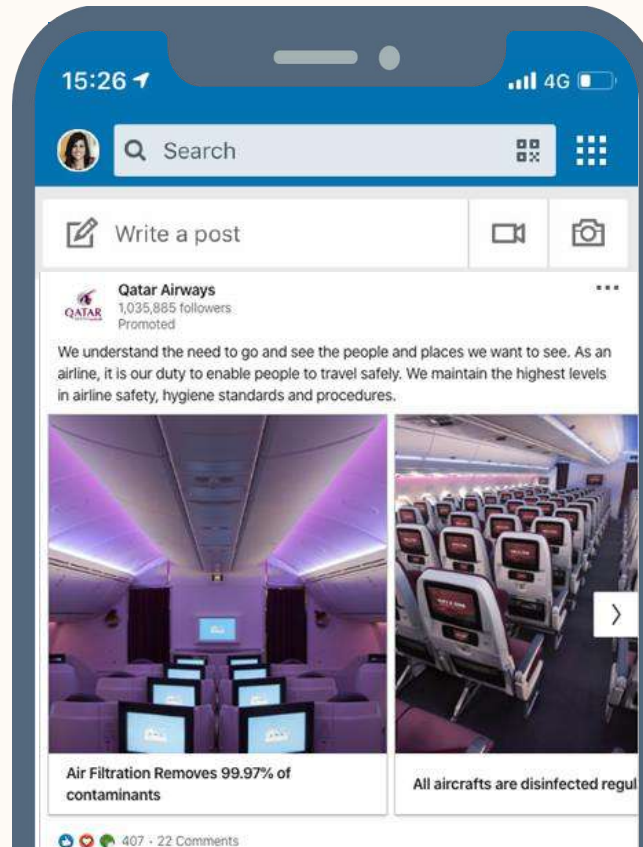 15:26
4G
Search
Write a post
QATAR
Qatar Airways
1,035,885 followers
Promoted
We understand the need to go and see the people and places we want to see. As an
airline, it is our duty to enable people to travel safely. We maintain the highest levels
in airline safety, hygiene standards and procedures.
Air Filtration Removes 99.97% of
contaminants
All aircrafts are disinfected regul
407 · 22 Comments